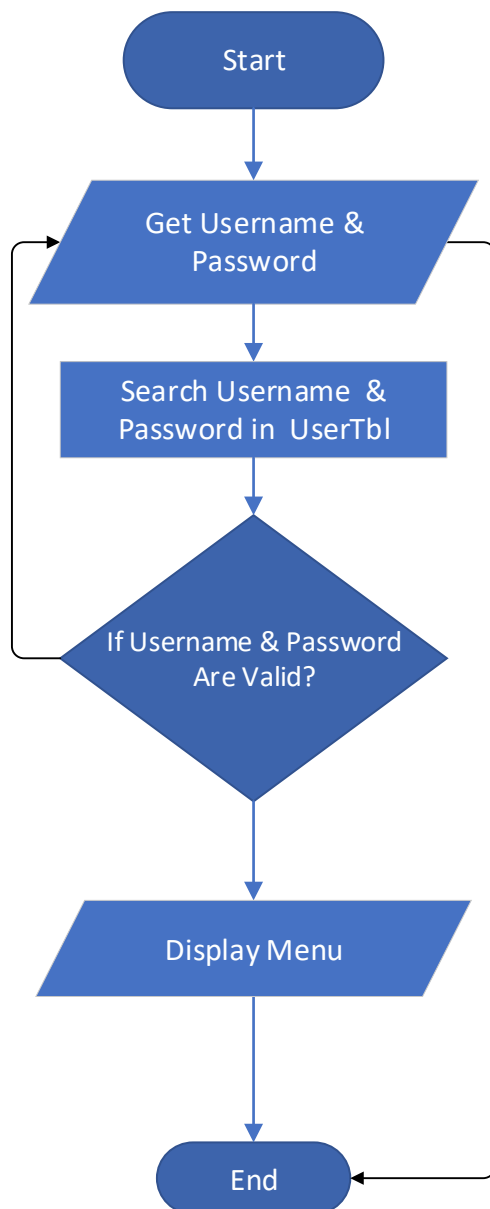 Start
Get Username &
Password
Search Username &
Password in UserTbl
If Username & Password
Are Valid?
Display Menu
End